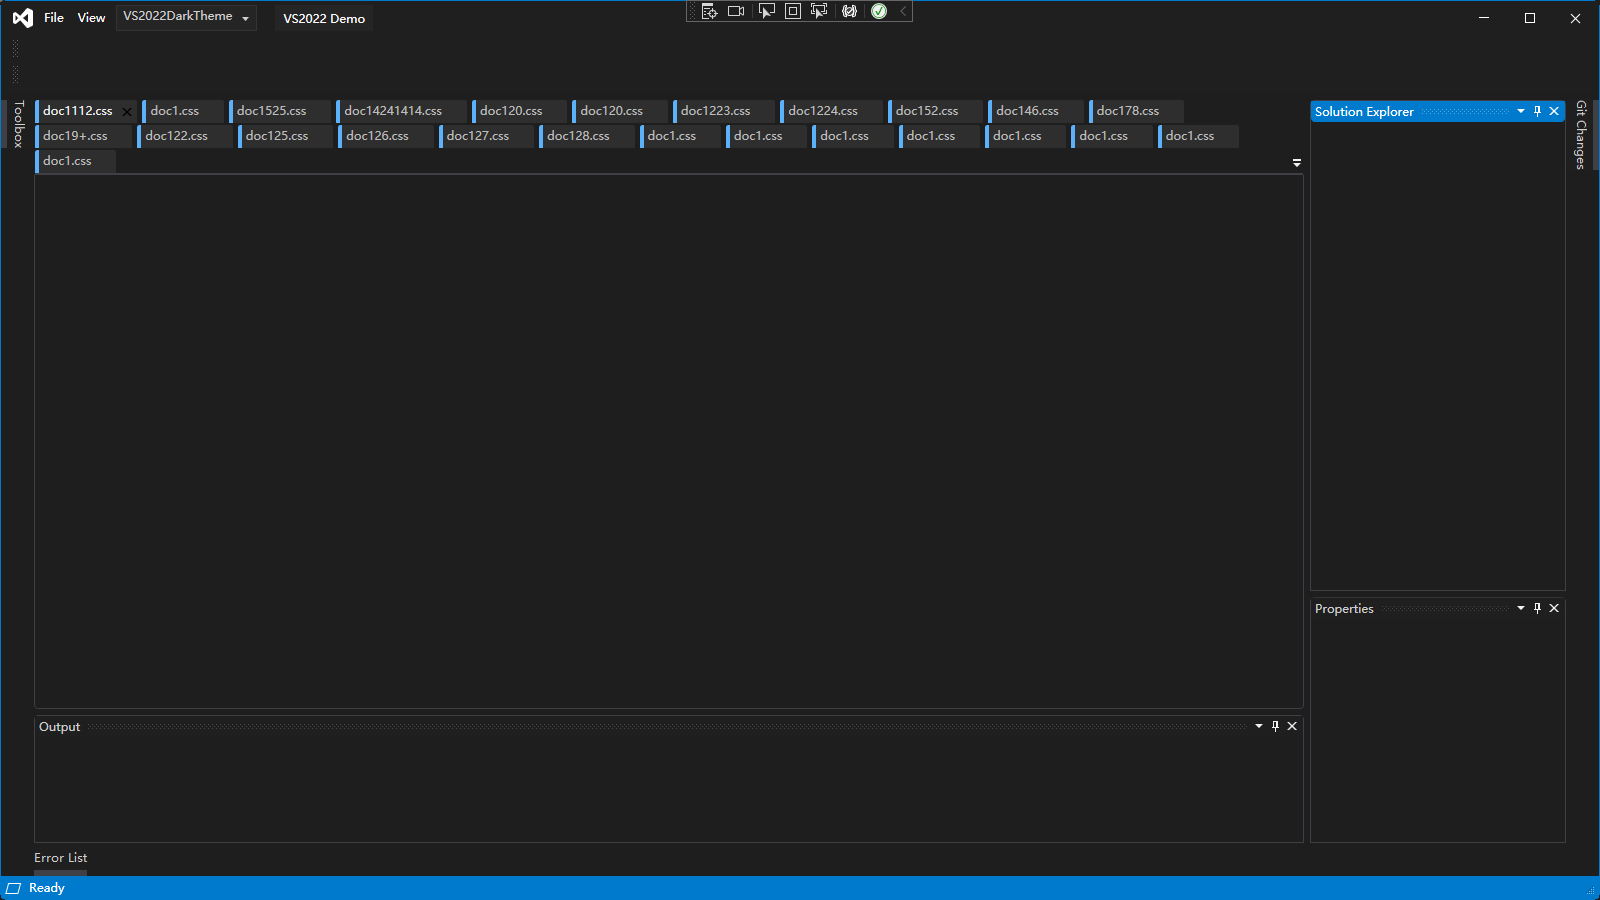 File View VS2022DarkTheme VS2022 Demo
Toolbox
doc1112.css doc1.css doc1525.css doc14241414.css doc120.css doc120.css doc1223.css doc1224.css doc152.css doc146.css doc178.css
doc19+.css doc122.css doc125.css doc126.css doc127.css doc128.css doc1.css doc1.css doc1.css doc1.css doc1.css doc1.css doc1.css
doc1.css
Solution Explorer
Git Changes
Properties
Output
Error List
Ready